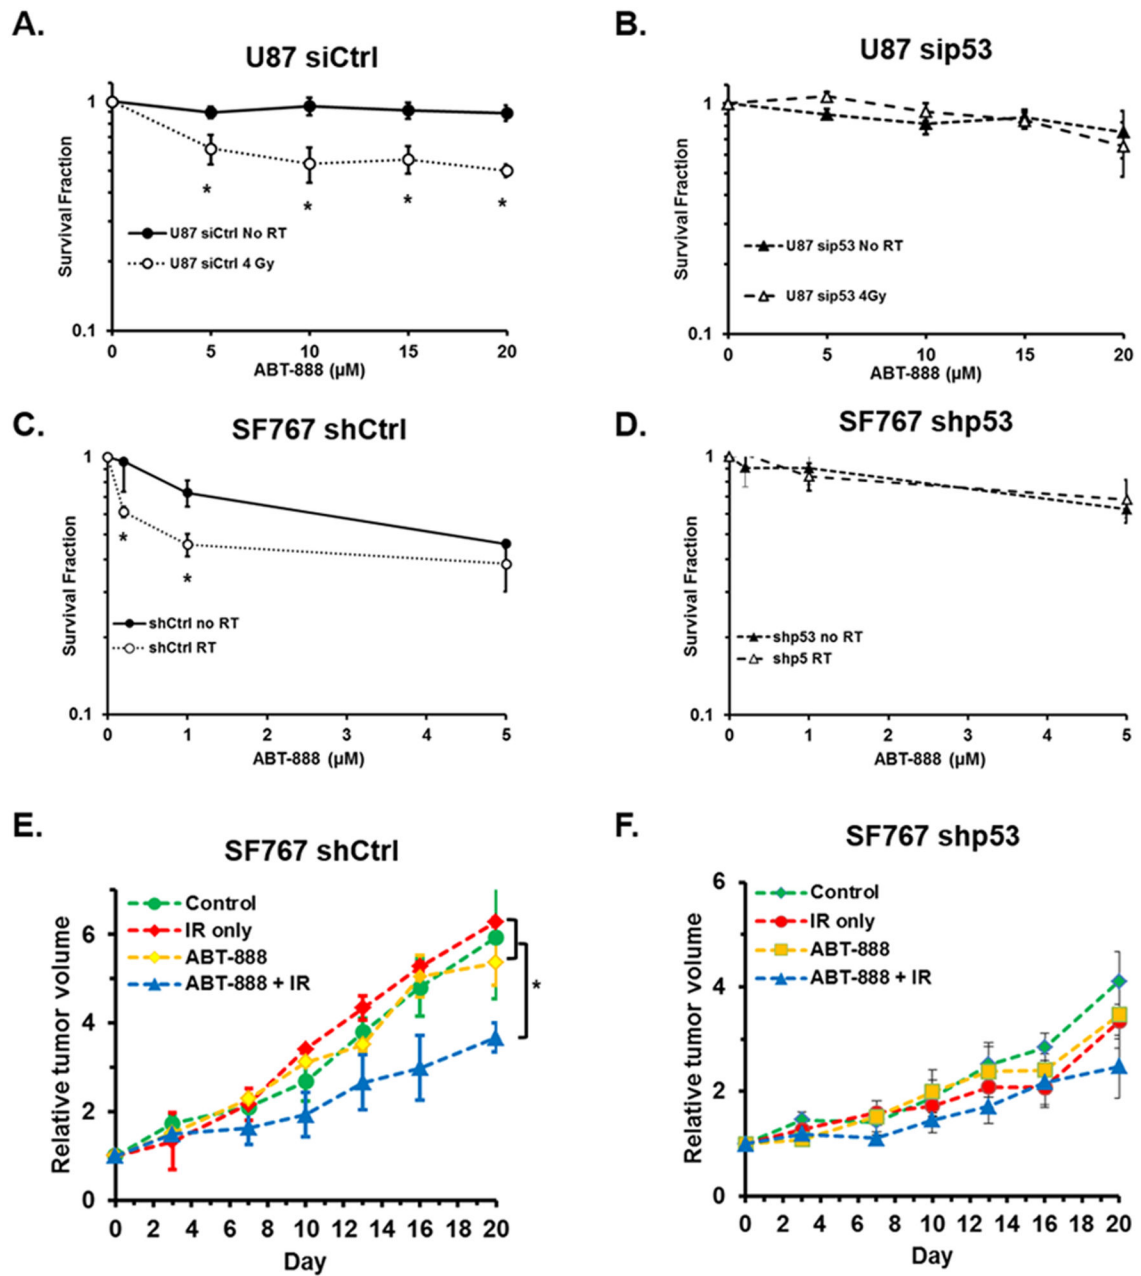 A.
U87 siCtrl
1
0.1
Survival Fraction
* * * *
U87 siCtrl No RT
U87 siCtrl 4 Gy
0 5 10 15 20
ABT-888 (µM)
B.
U87 sip53
1
0.1
Survival Fraction
U87 sip53 No RT
U87 sip53 4Gy
0 5 10 15 20
ABT-888 (µM)
C.
SF767 shCtrl
1
0.1
Survival Fraction
* *
shCtrl no RT
shCtrl RT
0 1 2 3 4 5
ABT-888 (µM)
D.
SF767 shp53
1
0.1
Survival Fraction
shp53 no RT
shp5 RT
0 1 2 3 4 5
ABT-888 (µM)
E.
SF767 shCtrl
Control
IR only
ABT-888
ABT-888 + IR
*
6
4
2
0
Relative tumor volume
0 2 4 6 8 10 12 14 16 18 20
Day
F.
SF767 shp53
Control
IR only
ABT-888
ABT-888 + IR
6
4
2
0
Relative tumor volume
0 2 4 6 8 10 12 14 16 18 20
Day